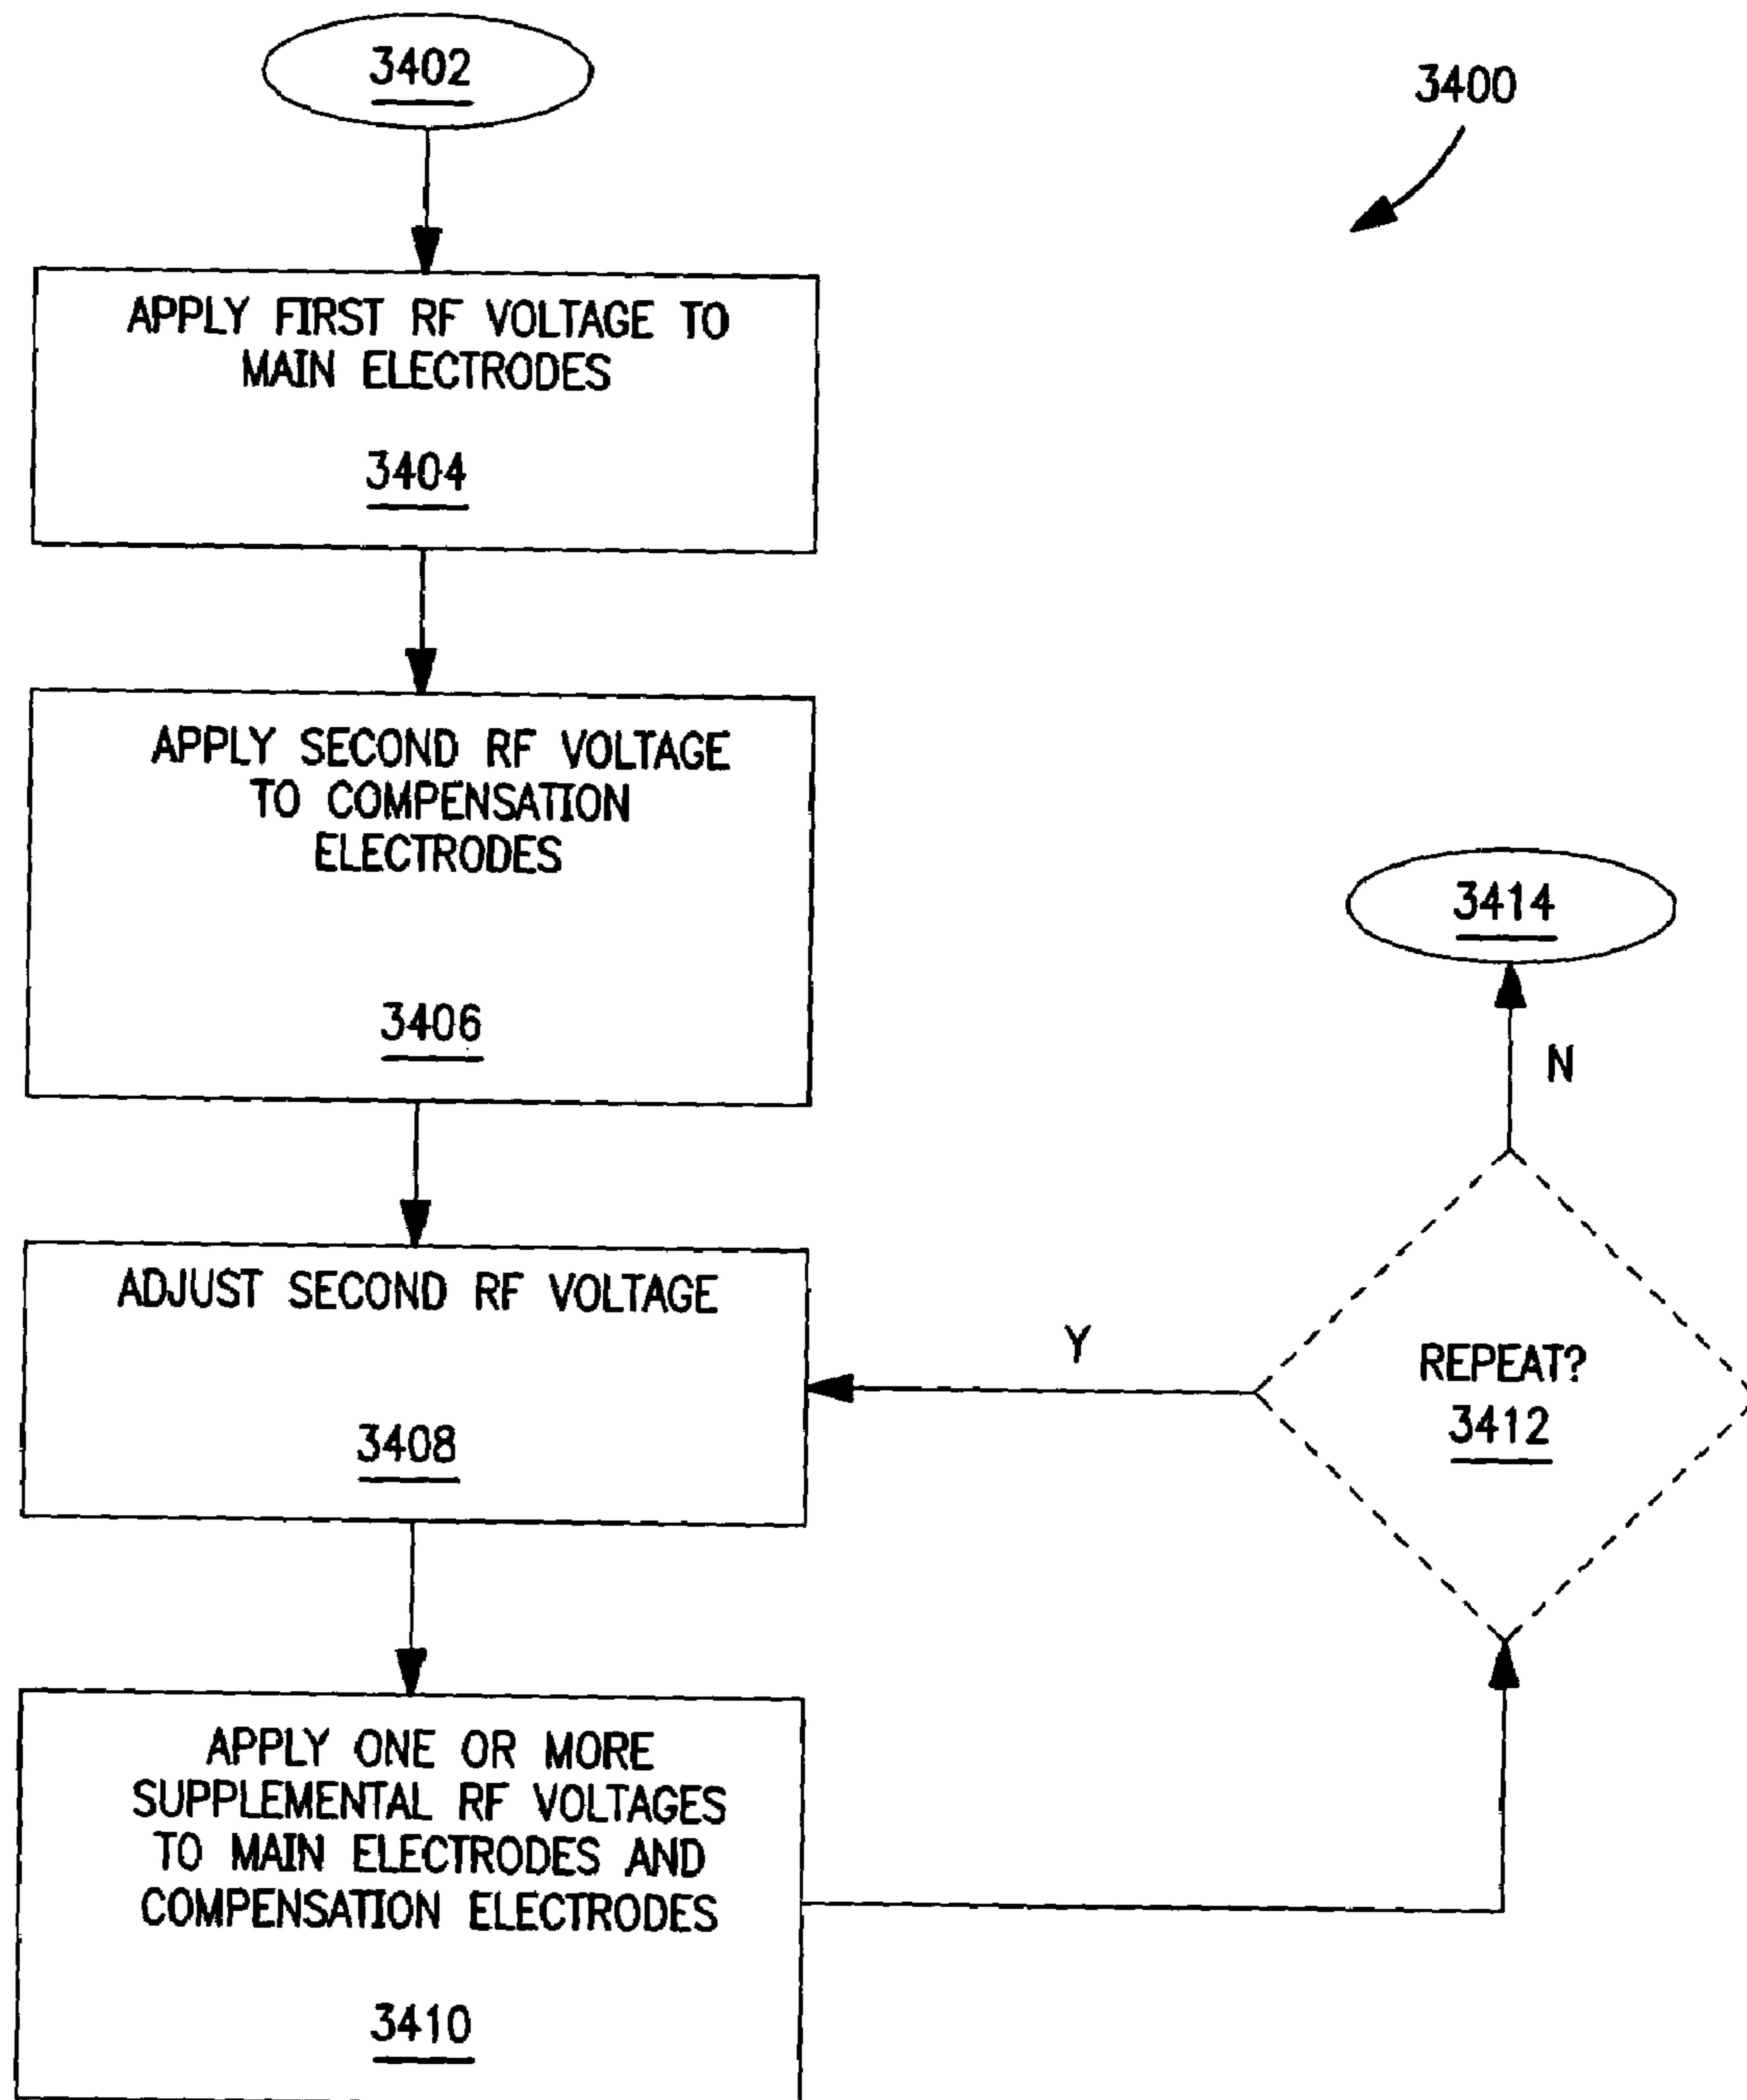 3402
3400
APPLY FIRST RF VOLTAGE TO
MAIN ELECTRODES
3404
APPLY SECOND RF VOLTAGE
TO COMPENSATION
ELECTRODES
3406
ADJUST SECOND RF VOLTAGE
3408
APPLY ONE OR MORE
SUPPLEMENTAL RF VOLTAGES
TO MAIN ELECTRODES AND
COMPENSATION ELECTRODES
3410
REPEAT?
3412
Y
N
3414